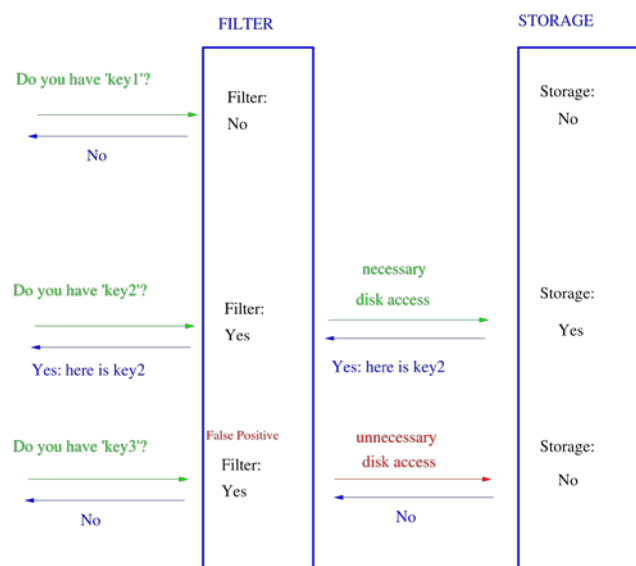 FILTER
STORAGE
Do you have 'key1'?
Filter:
No
Storage:
No
No
Do you have 'key2'?
Filter:
Yes
necessary
disk access
Storage:
Yes
Yes: here is key2
Yes: here is key2
Do you have 'key3'?
False Positive
Filter:
Yes
unnecessary
disk access
Storage:
No
No
No